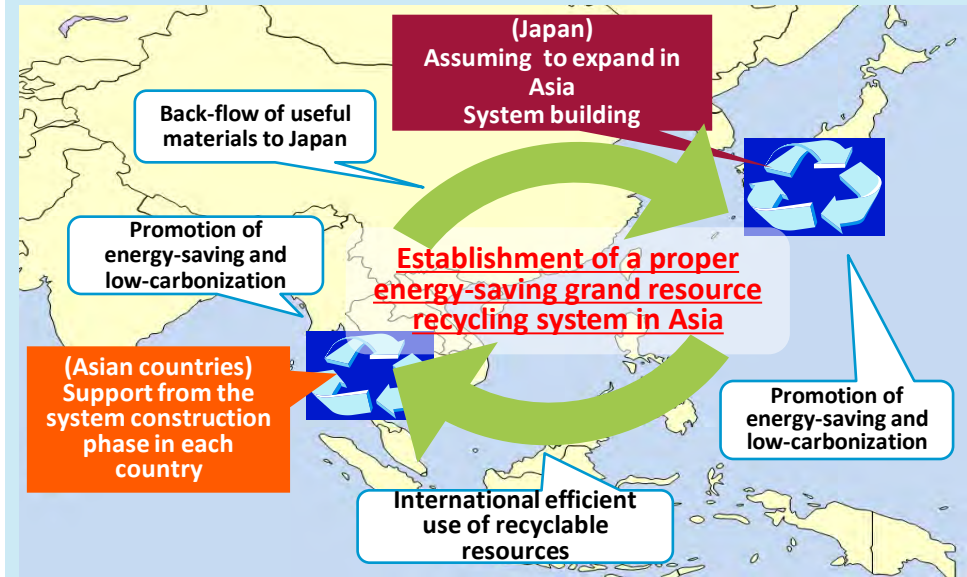 (Japan)
Assuming to expand in
Asia
System building
Back-flow of useful
materials to Japan
Promotion of
energy-saving and
low-carbonization
Establishment of a proper
energy-saving grand resource
recycling system in Asia
(Asian countries)
Support from the
system construction
phase in each
country
Promotion of
energy-saving and
low-carbonization
International efficient
use of recyclable
resources